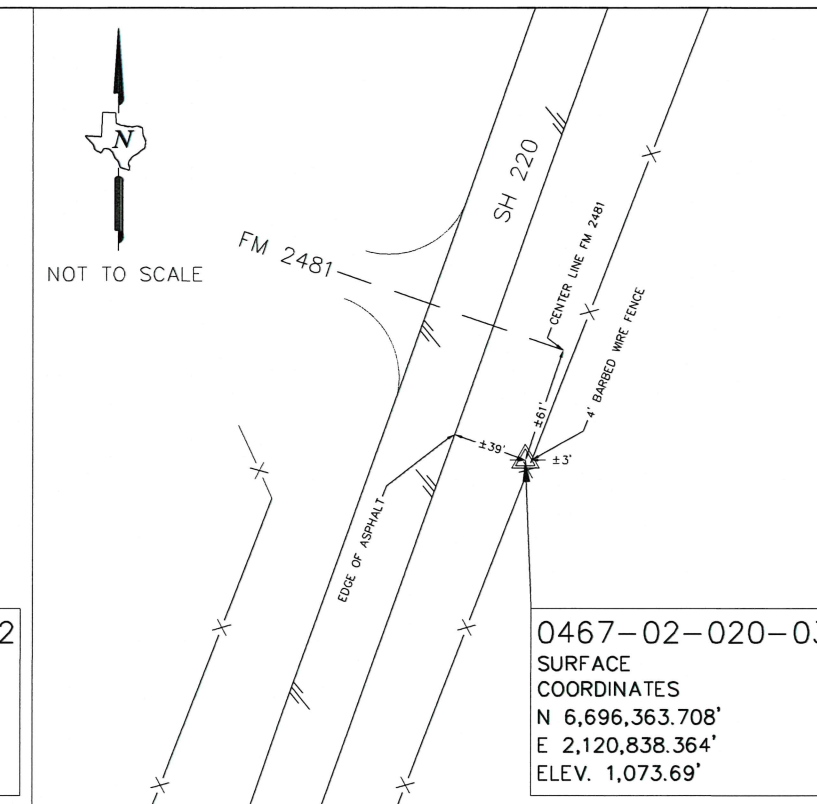 N
NOT TO SCALE
FM 2481
SH 220
CENTER LINE FM 2481
4' BARBED WIRE FENCE
±61'
±39'
±3'
EDGE OF ASPHALT
2
0467-02-020-03
SURFACE
COORDINATES
N 6,696,363.708'
E 2,120,838.364'
ELEV. 1,073.69'